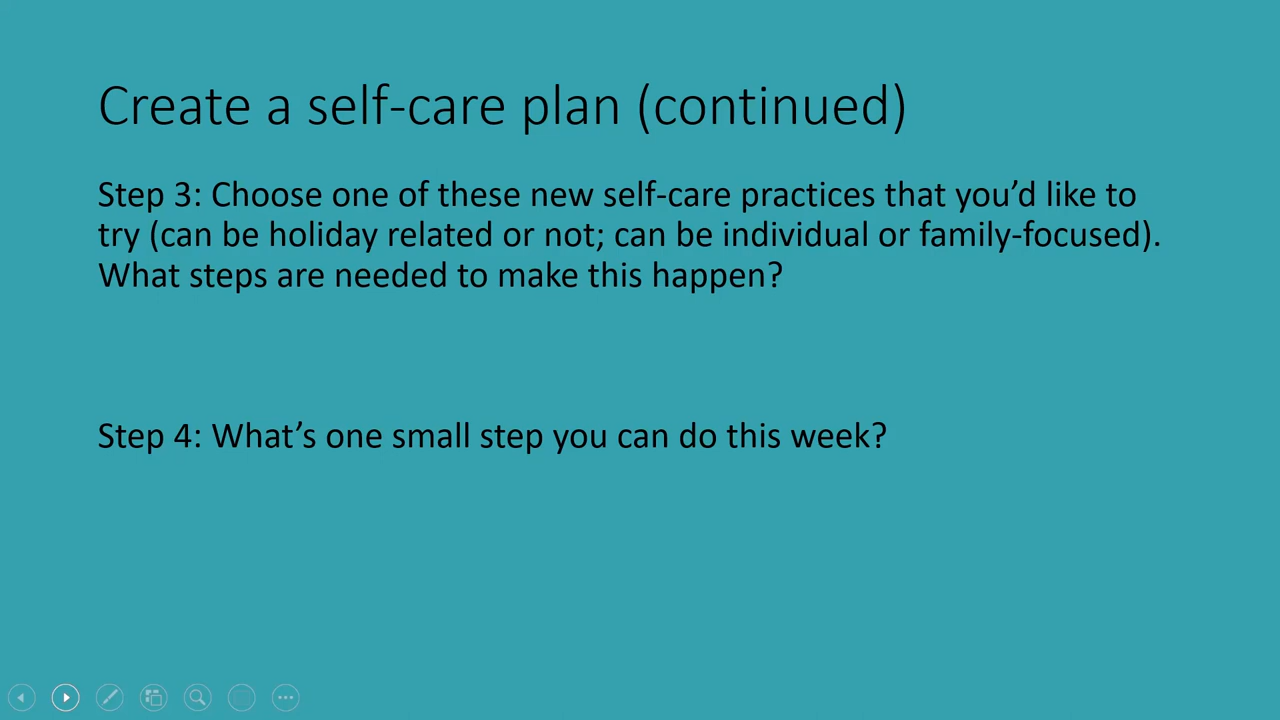 Create a self-care plan (continued)
Step 3: Choose one of these new self-care practices that you’d like to
try (can be holiday related or not; can be individual or family-focused).
What steps are needed to make this happen?
Step 4: What’s one small step you can do this week?